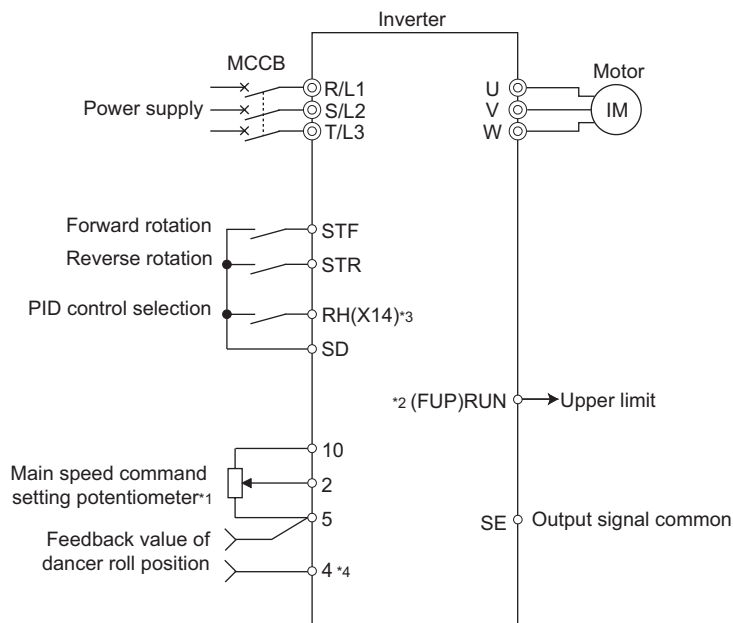 Inverter
MCCB
Motor
R/L1
U
Power supply
S/L2
V
IM
T/L3
W
Forward rotation
STF
Reverse rotation
STR
PID control selection
RH(X14)*3
SD
*2 (FUP)RUN
Upper limit
10
Main speed command
setting potentiometer*1
2
5
SE
Output signal common
Feedback value of
dancer roll position
4 *4